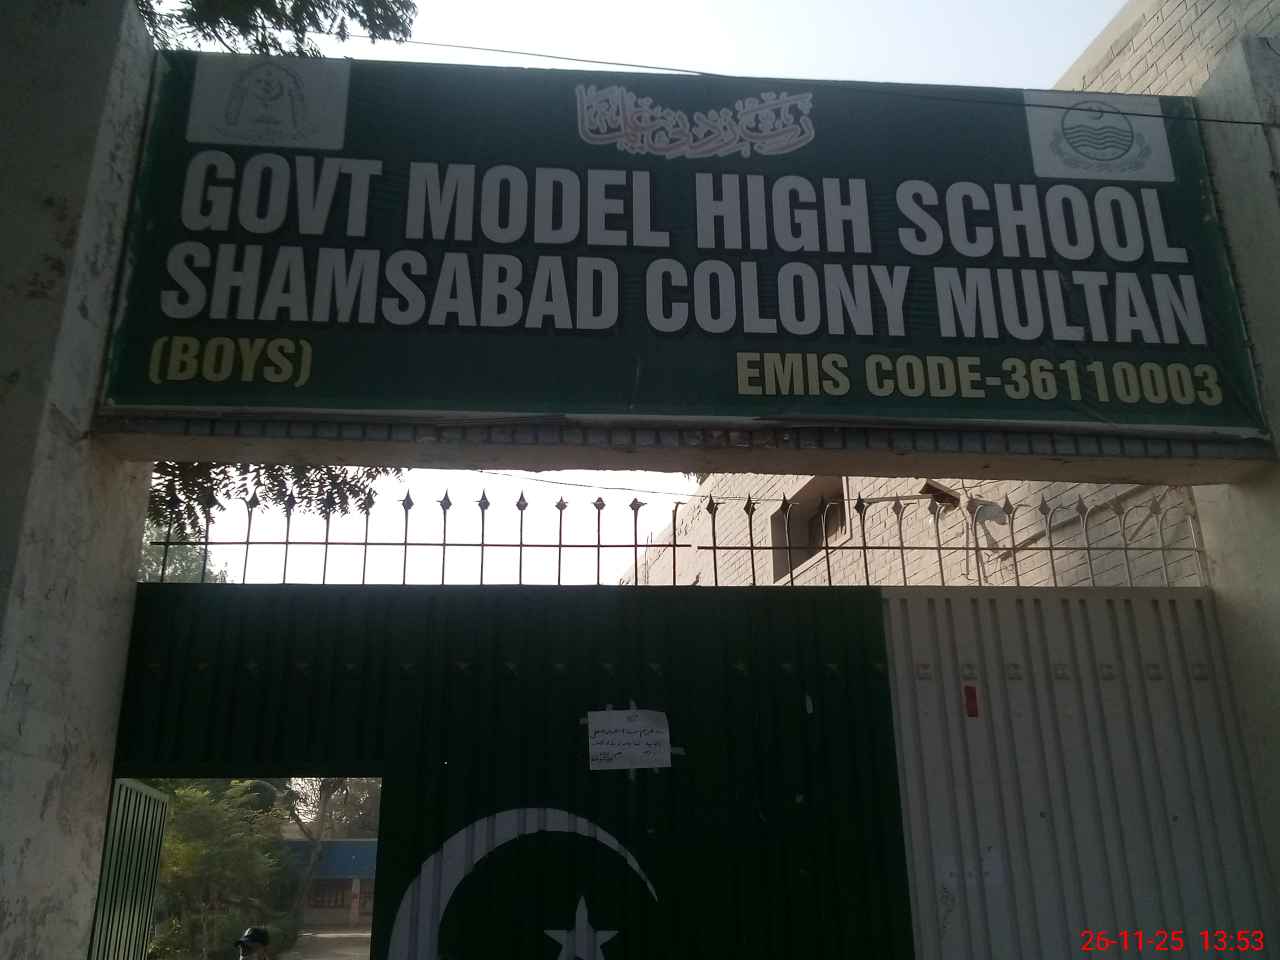 رب زدنی علما
GOVT MODEL HIGH SCHOOL
SHAMSABAD COLONY MULTAN
(BOYS)
EMIS CODE-36110003
26-11-25 13:53